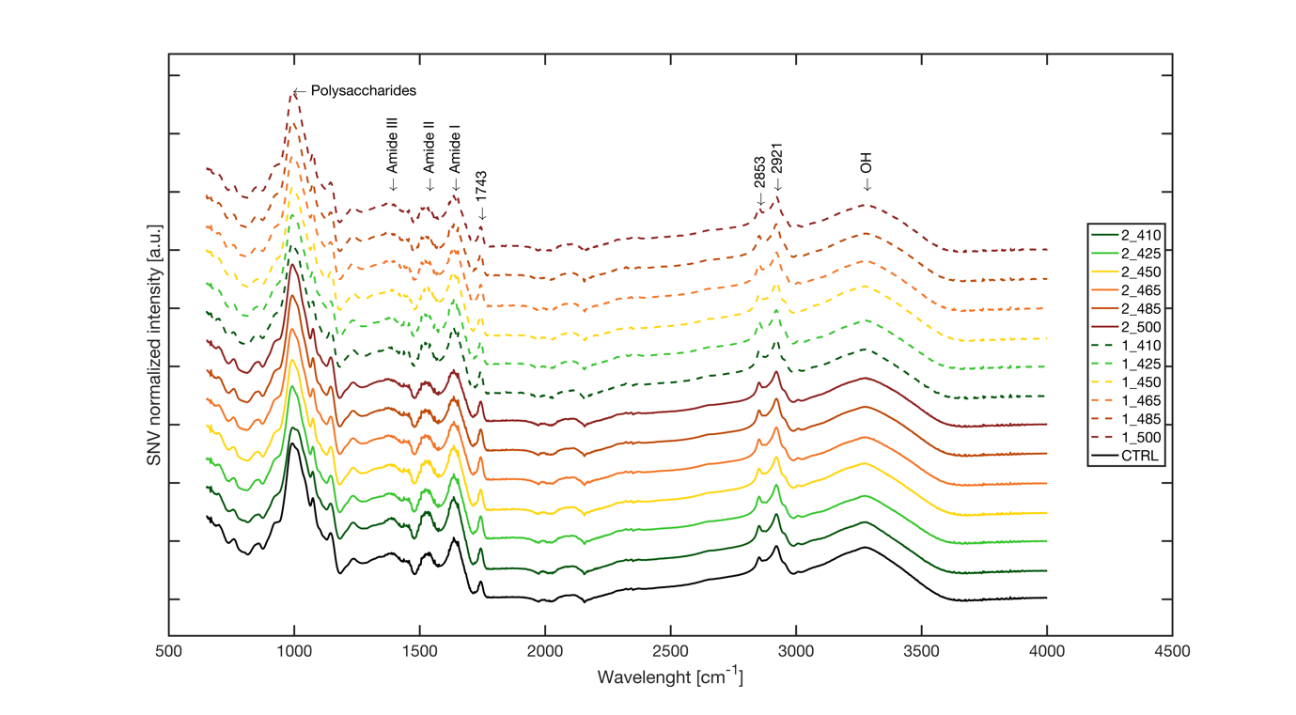 ← Polysaccharides
← Amide III
← Amide II
← Amide I
← 1743
← 2853
← 2921
← OH
SNV normalized intensity [a.u.]
2_410
2_425
2_450
2_465
2_485
2_500
1_410
1_425
1_450
1_465
1_485
1_500
CTRL
500 1000 1500 2000 2500 3000 3500 4000 4500
Wavelenght [cm⁻¹]